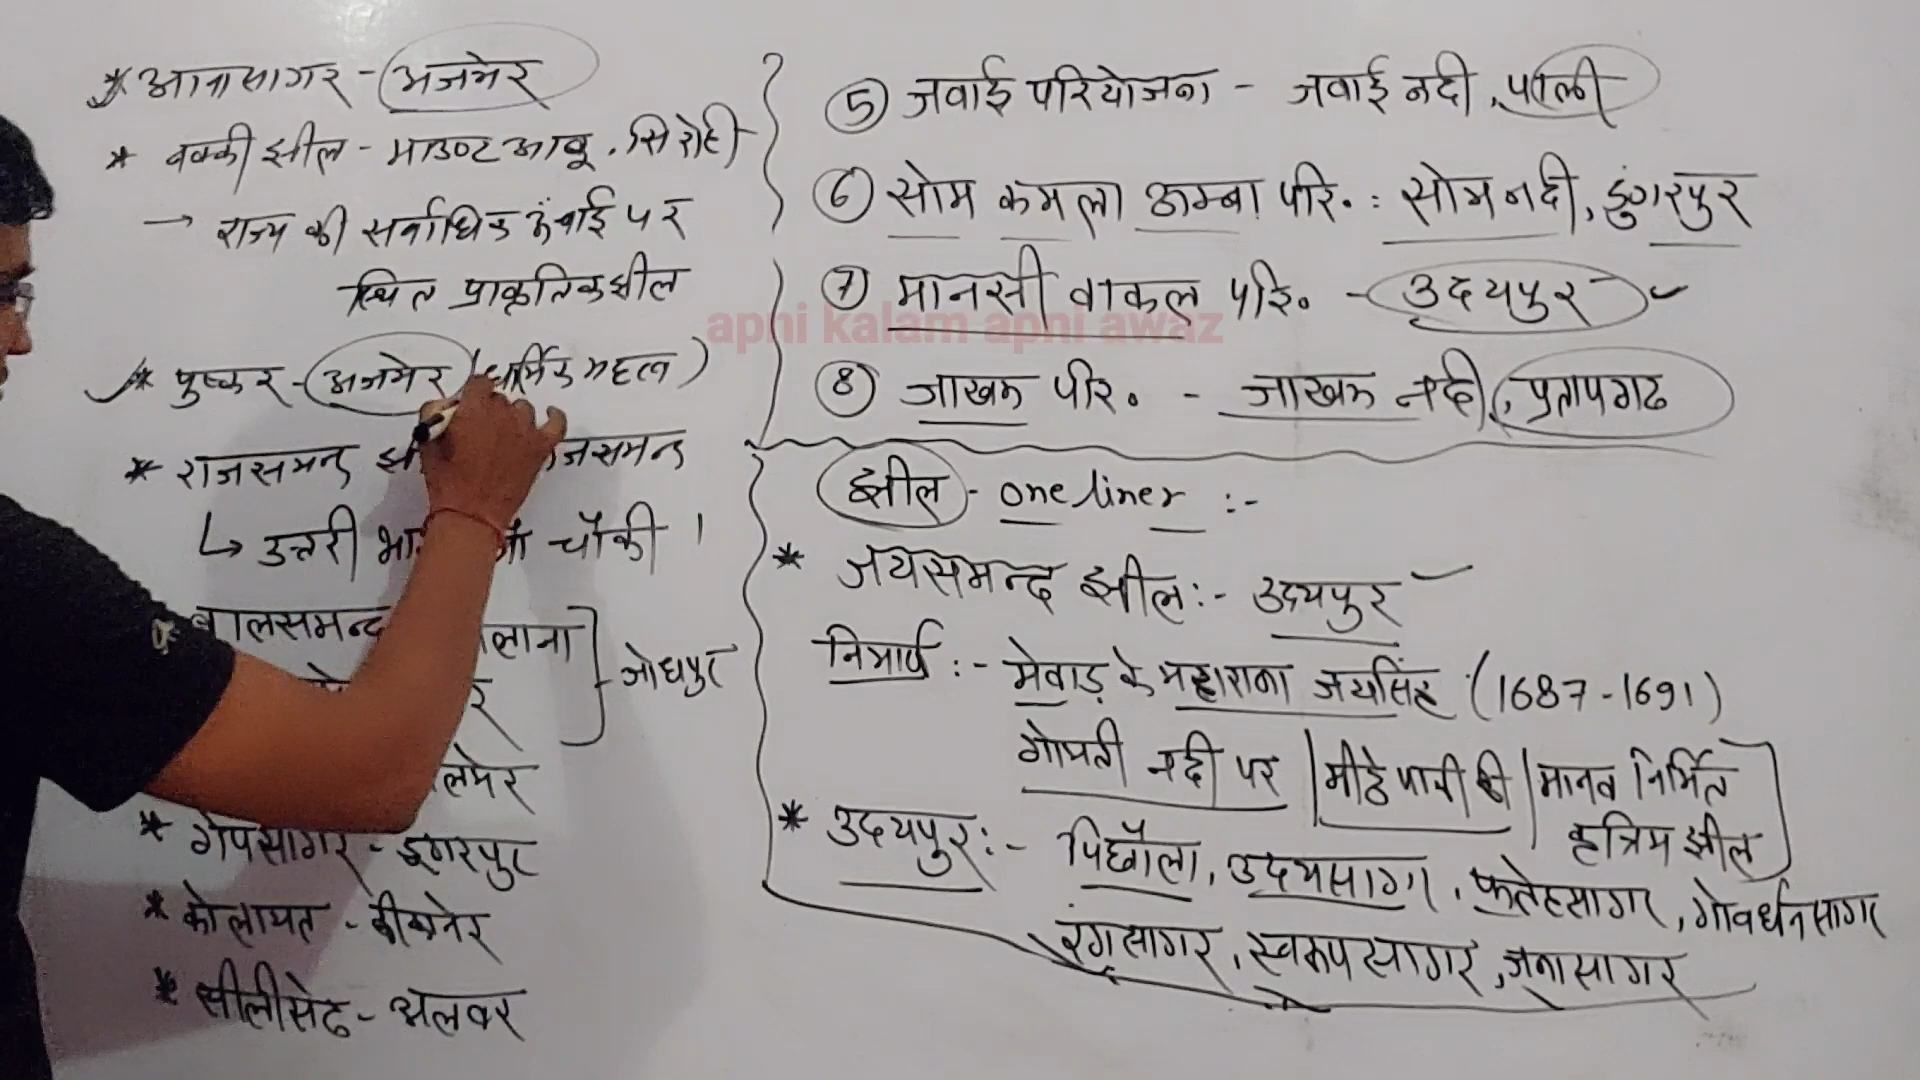 * आनासागर - अजमेर
* नक्की झील - माउण्ट आबू, सिरोही
→ राज्य की सर्वाधिक ऊंचाई पर
स्थित प्राकृतिक झील
* पुष्कर - अजमेर (धार्मिक महत्व)
* राजसमन्द
↳ उत्तरी चौकी ।
बालसमन्द
जोधपुर
* गेपसागर - डूंगरपुर
* कोलायत - बीकानेर
* सीलीसेढ - अलवर
⑤ जवाई परियोजना - जवाई नदी, पाली
⑥ सोम कमला अम्बा परि. : सोम नदी, डुंगरपुर
⑦ मानसी वाकल परि. - उदयपुर
apni kalam apni awaz
⑧ जाखम परि. - जाखम नदी, प्रतापगढ
झील - one liner :-
* जयसमन्द झील :- उदयपुर
निर्माण :- मेवाड़ के महाराणा जयसिंह (1687-1691)
गोमती नदी पर | मीठे पानी की | मानव निर्मित
कृत्रिम झील
* उदयपुर :- पिछौला, उदयसागर, फतेहसागर, गोवर्धनसागर
रंगसागर, स्वरूपसागर, जनासागर